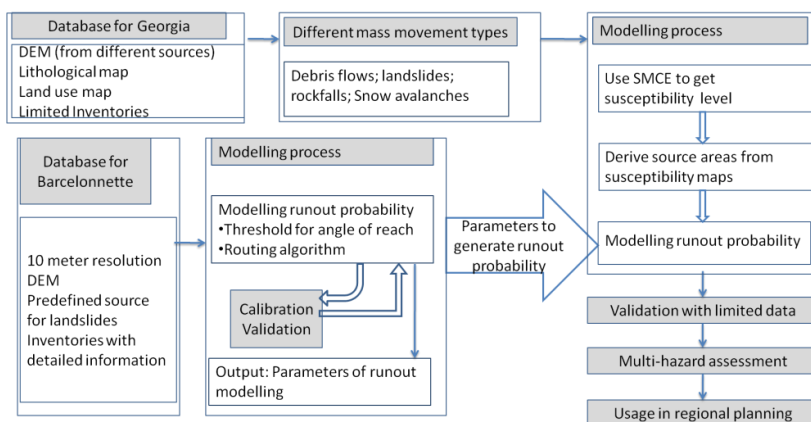 Database for Georgia
DEM (from different sources)
Lithological map
Land use map
Limited Inventories
Different mass movement types
Debris flows; landslides;
rockfalls; Snow avalanches
Modelling process
Use SMCE to get
susceptibility level
Derive source areas from
susceptibility maps
Modelling runout probability
Database for
Barcelonnette
10 meter resolution
DEM
Predefined source
for landslides
Inventories with
detailed information
Modelling process
Modelling runout probability
•Threshold for angle of reach
•Routing algorithm
Calibration
Validation
Output: Parameters of runout
modelling
Parameters to
generate runout
probability
Validation with limited data
Multi-hazard assessment
Usage in regional planning